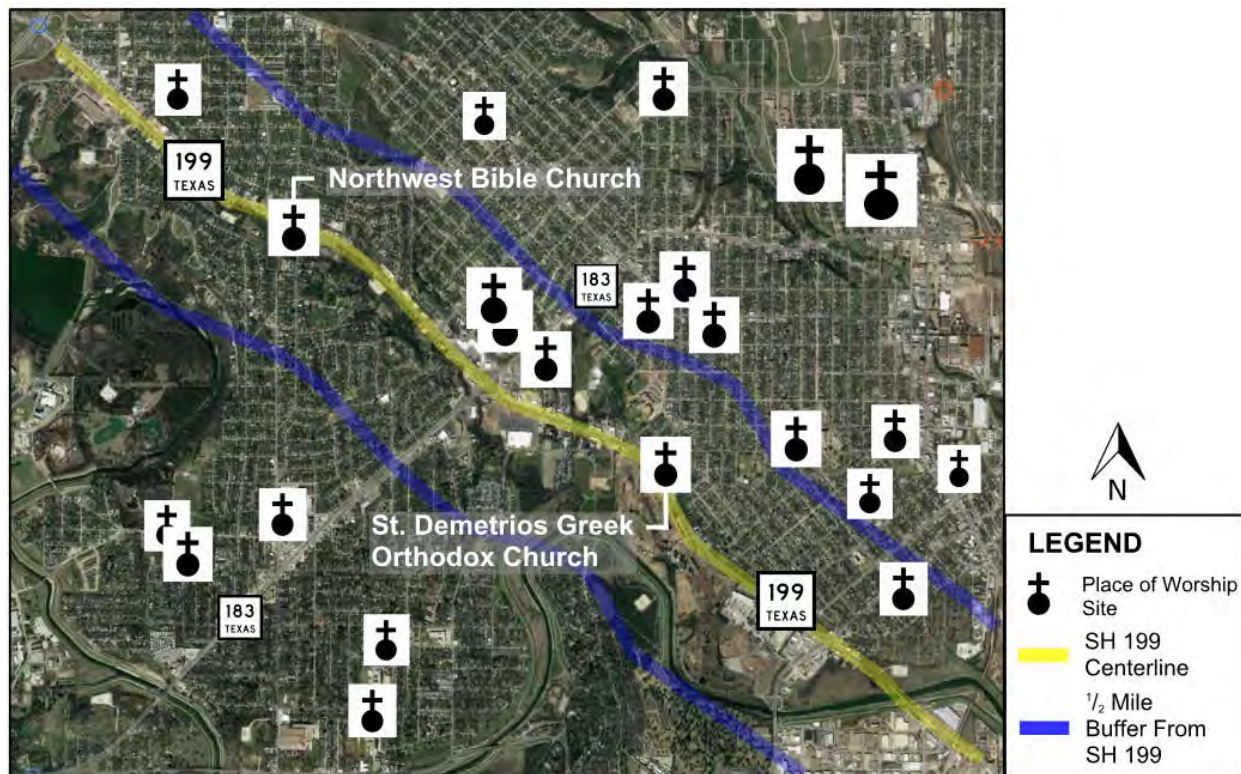 199
TEXAS
Northwest Bible Church
183
TEXAS
St. Demetrios Greek
Orthodox Church
183
TEXAS
199
TEXAS
N
LEGEND
Place of Worship
Site
SH 199
Centerline
1/2 Mile
Buffer From
SH 199